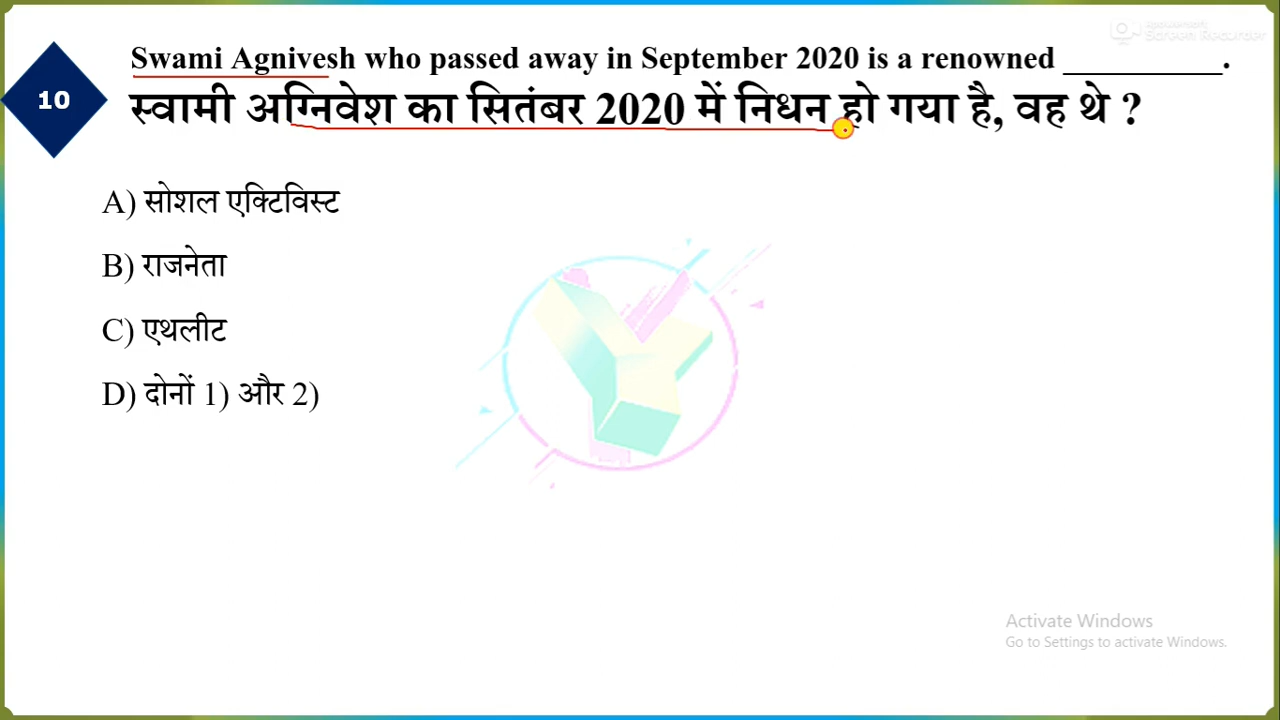 Swami Agnivesh who passed away in September 2020 is a renowned __________.
10
स्वामी अग्निवेश का सितंबर 2020 में निधन हो गया है, वह थे ?
A) सोशल एक्टिविस्ट
B) राजनेता
C) एथलीट
D) दोनों 1) और 2)
Activate Windows
Go to Settings to activate Windows.